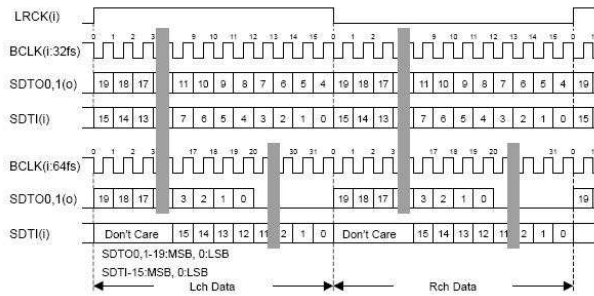 LRCK(i)
0 1 2 3 9 10 11 12 13 14 15 0 1 2 9 10 11 12 13 14 15 0 1
BCLK(i:32fs)
SDTO0,1(o) 19 18 17 11 10 9 8 7 6 5 4 19 18 17 11 10 9 8 7 6 5 4 19
SDTI(i) 15 14 13 7 6 5 4 3 2 1 0 15 14 13 7 6 5 4 3 2 1 0 15
0 1 2 3 17 18 19 20 30 31 0 1 2 3 17 18 19 20 31 0 1
BCLK(i:64fs)
SDTO0,1(o) 19 18 17 3 2 1 0 19 18 17 3 2 1 0 19
SDTI(i) Don't Care 15 14 13 12 11 2 1 0 Don't Care 15 14 13 12 11 2 1 0
SDTO0,1-19:MSB, 0:LSB
SDTI-15:MSB, 0:LSB
Lch Data Rch Data